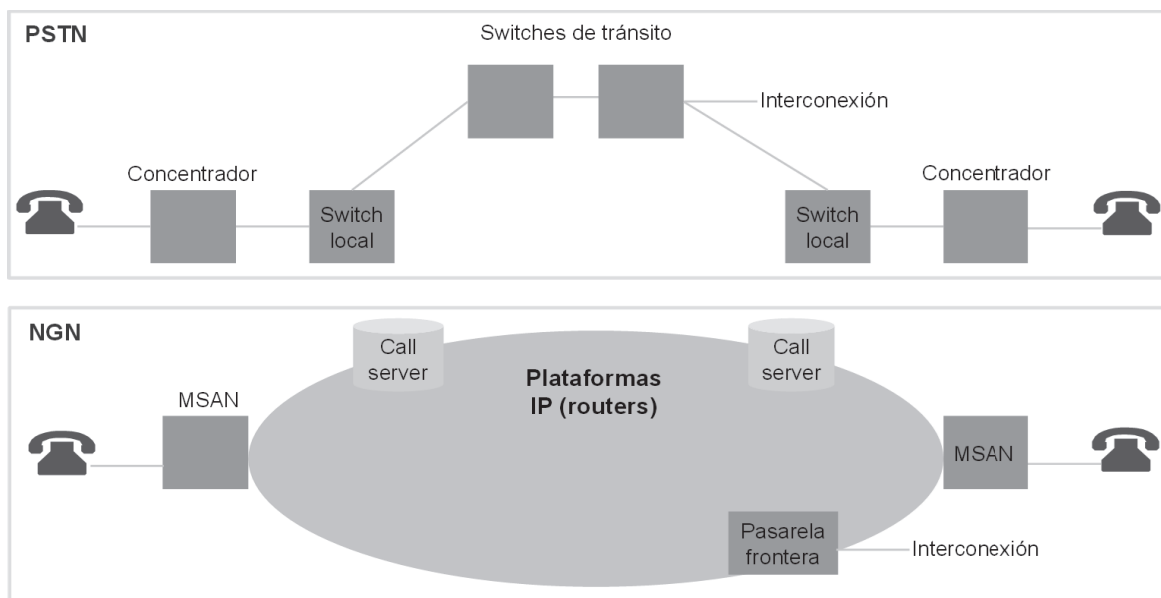 PSTN
Switches de tránsito
Interconexión
Concentrador
Concentrador
Switch
local
Switch
local
NGN
Call
server
Call
server
Plataformas
IP (routers)
MSAN
MSAN
Pasarela
frontera
Interconexión